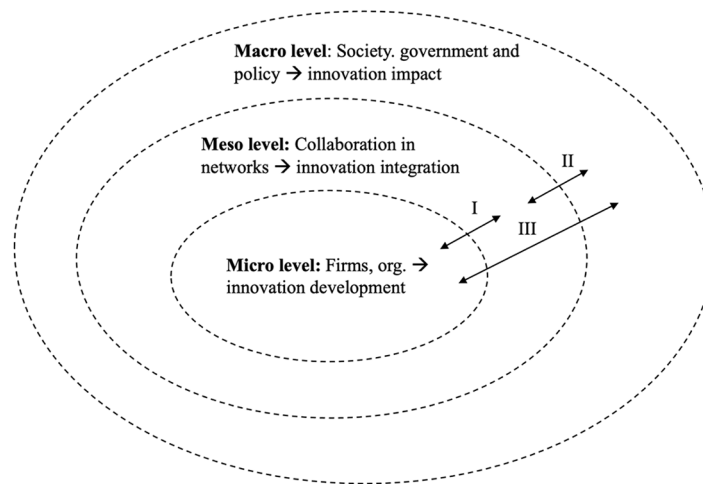 Macro level: Society. government and
policy → innovation impact
Meso level: Collaboration in
networks → innovation integration
II
I
III
Micro level: Firms, org. →
innovation development